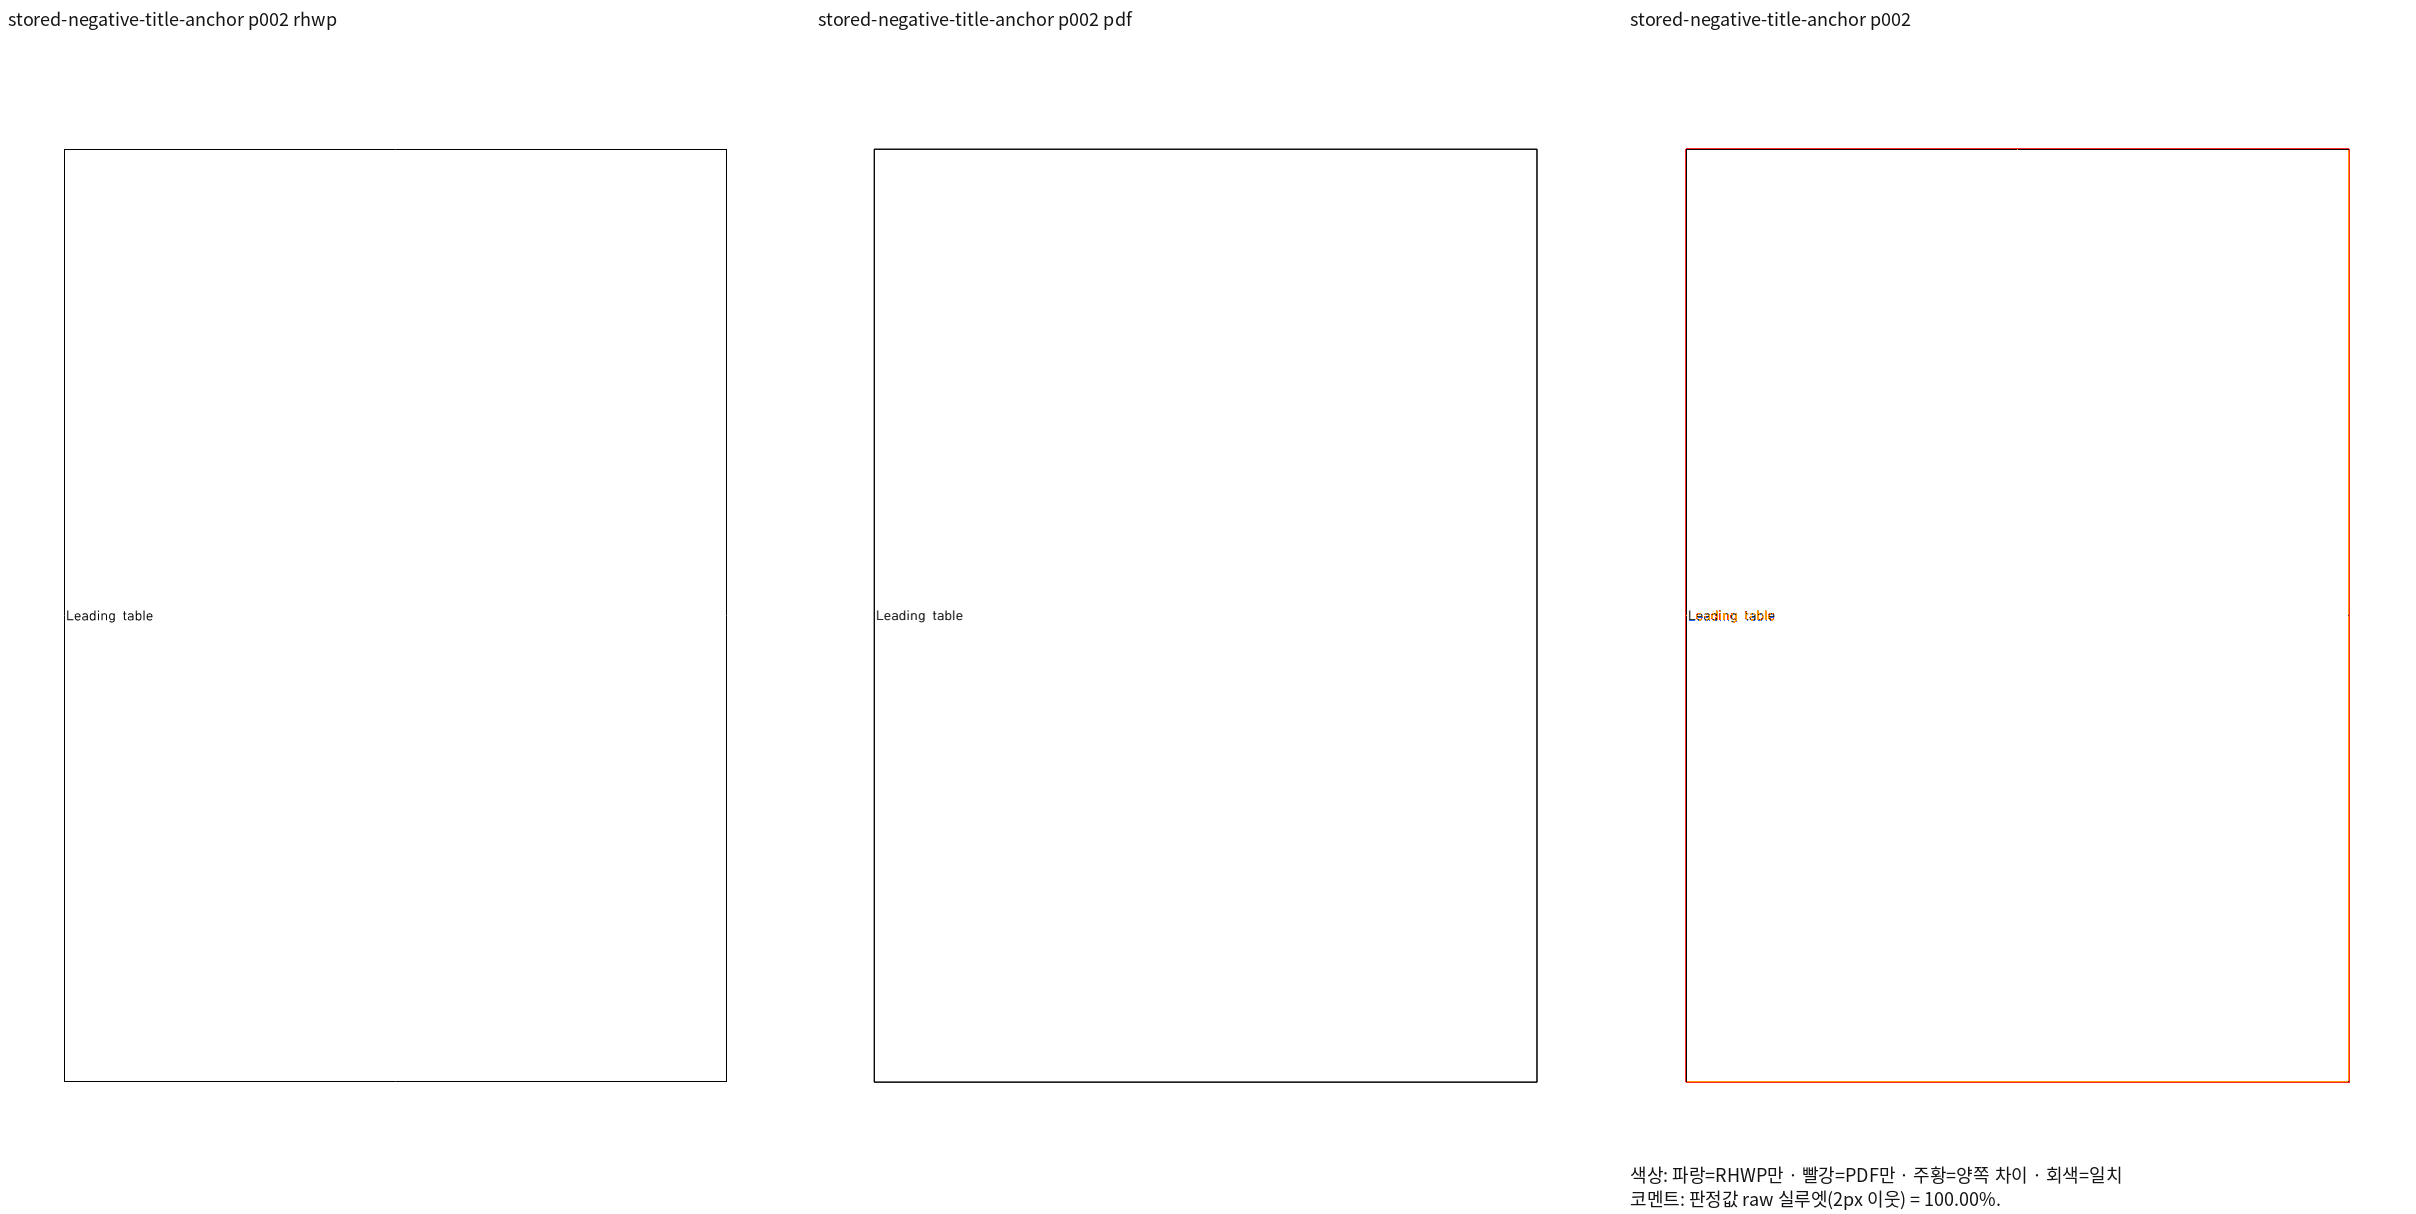 stored-negative-title-anchor p002 rhwp
stored-negative-title-anchor p002 pdf
stored-negative-title-anchor p002
Leading table
Leading table
Leading table
색상: 파랑=RHWP만 · 빨강=PDF만 · 주황=양쪽 차이 · 회색=일치
코멘트: 판정값 raw 실루엣(2px 이웃) = 100.00%.